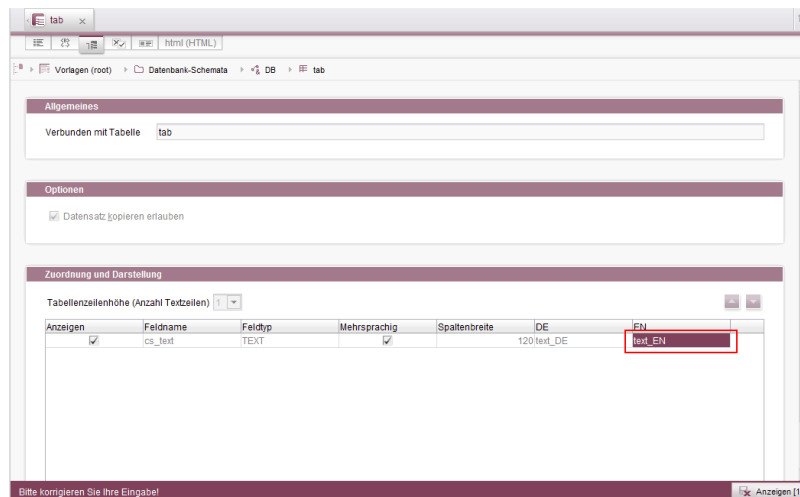 tab
html (HTML)
Vorlagen (root) Datenbank-Schemata DB tab
Allgemeines
Verbunden mit Tabelle tab
Optionen
Datensatz kopieren erlauben
Zuordnung und Darstellung
Tabellenzeilenhöhe (Anzahl Textzeilen) 1
Anzeigen Feldname Feldtyp Mehrsprachig Spaltenbreite DE EN
cs_text TEXT 120 text_DE text_EN
Bitte korrigieren Sie Ihre Eingabe! Anzeigen [1